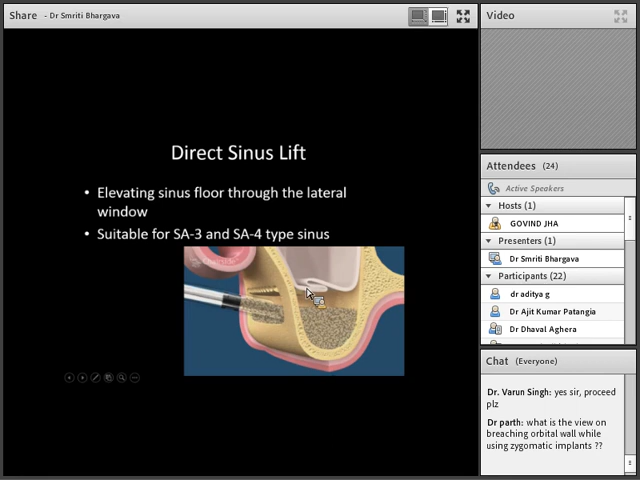 Share - Dr Smriti Bhargava
Direct Sinus Lift
• Elevating sinus floor through the lateral
window
• Suitable for SA-3 and SA-4 type sinus
Video
Attendees (24)
Active Speakers
Hosts (1)
GOVIND JHA
Presenters (1)
Dr Smriti Bhargava
Participants (22)
dr aditya g
Dr Ajit Kumar Patangia
Dr Dhaval Aghera
Chat (Everyone)
Dr. Varun Singh: yes sir, proceed
plz
Dr parth: what is the view on
breaching orbital wall while
using zygomatic implants ??